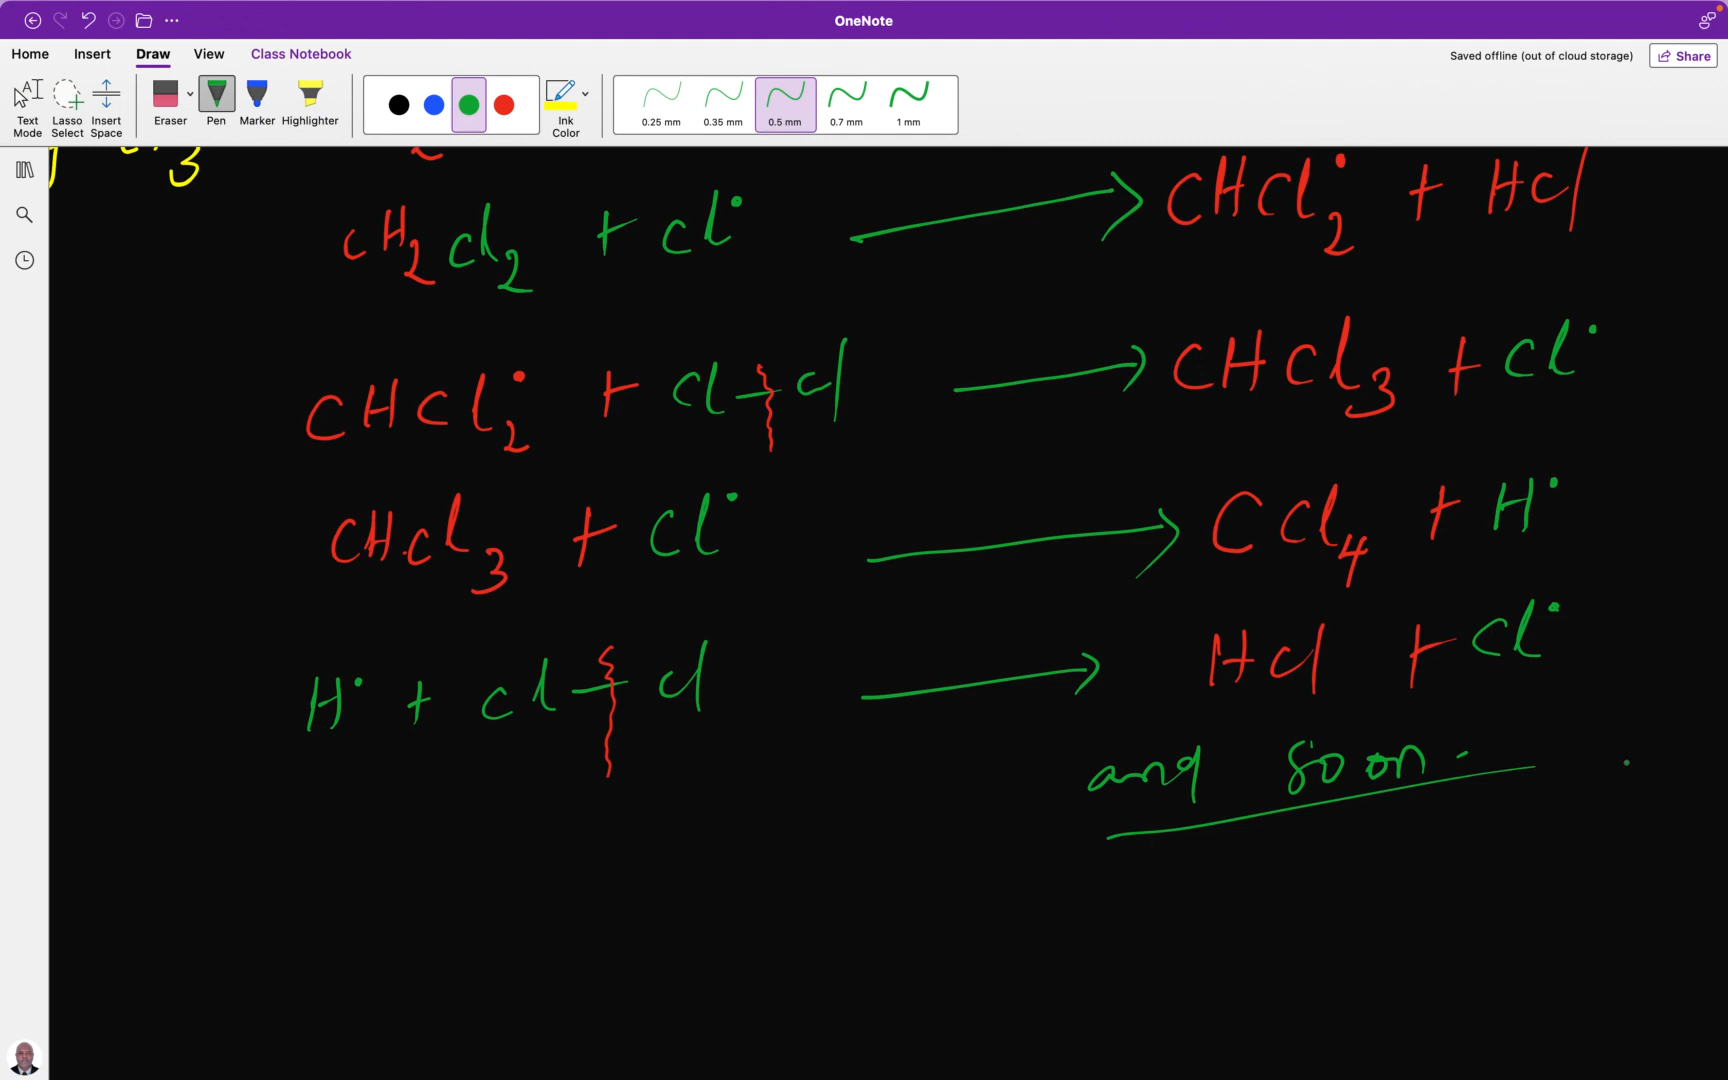 OneNote
Home Insert Draw View Class Notebook
Saved offline (out of cloud storage) Share
Text Mode Lasso Select Insert Space Eraser Pen Marker Highlighter Ink Color 0.25 mm 0.35 mm 0.5 mm 0.7 mm 1 mm
3 2
CH2Cl2 + Cl• → CHCl2• + HCl
CHCl2• + Cl-Cl → CHCl3 + Cl•
CHCl3 + Cl• → CCl4 + H•
H• + Cl-Cl → HCl + Cl•
and so on.